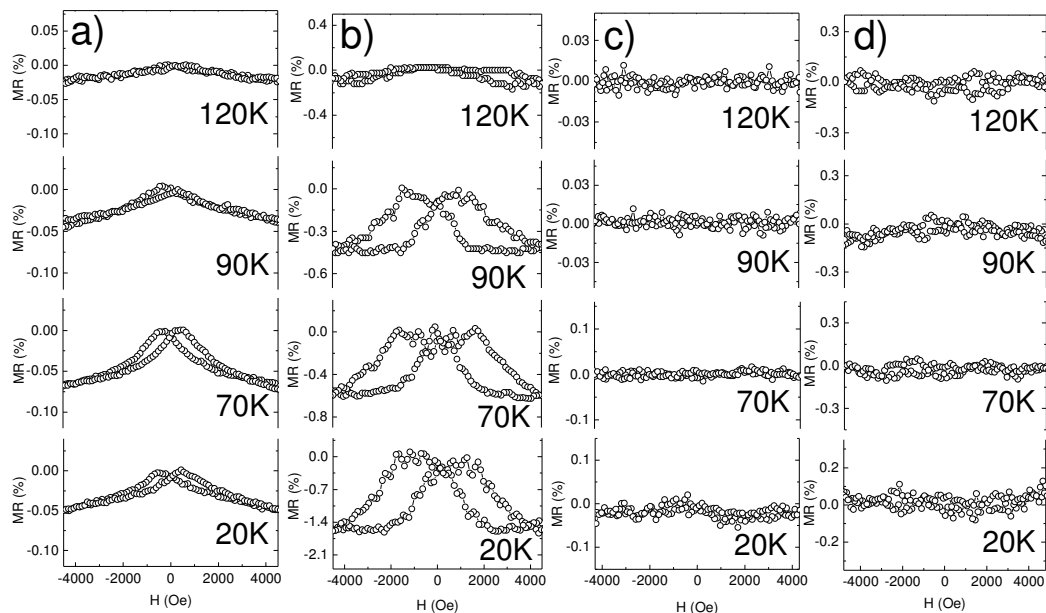 a)
0.05
0.00
-0.05
-0.10
MR (%)
120K
0.00
-0.05
-0.10
MR (%)
90K
0.00
-0.05
-0.10
MR (%)
70K
0.00
-0.05
-0.10
MR (%)
20K
-4000 -2000 0 2000 4000
H (Oe)
b)
0.4
0.0
-0.4
MR (%)
120K
0.0
-0.3
-0.6
MR (%)
90K
0.0
-0.4
-0.8
MR (%)
70K
0.0
-0.7
-1.4
-2.1
MR (%)
20K
-4000 -2000 0 2000 4000
H (Oe)
c)
0.03
0.00
-0.03
MR (%)
120K
0.03
0.00
-0.03
MR (%)
90K
0.1
0.0
-0.1
MR (%)
70K
0.1
0.0
-0.1
MR (%)
20K
-4000 -2000 0 2000 4000
H (Oe)
d)
0.3
0.0
-0.3
MR (%)
120K
0.3
0.0
-0.3
MR (%)
90K
0.3
0.0
-0.3
MR (%)
70K
0.2
0.0
-0.2
MR (%)
20K
-4000 -2000 0 2000 4000
H (Oe)